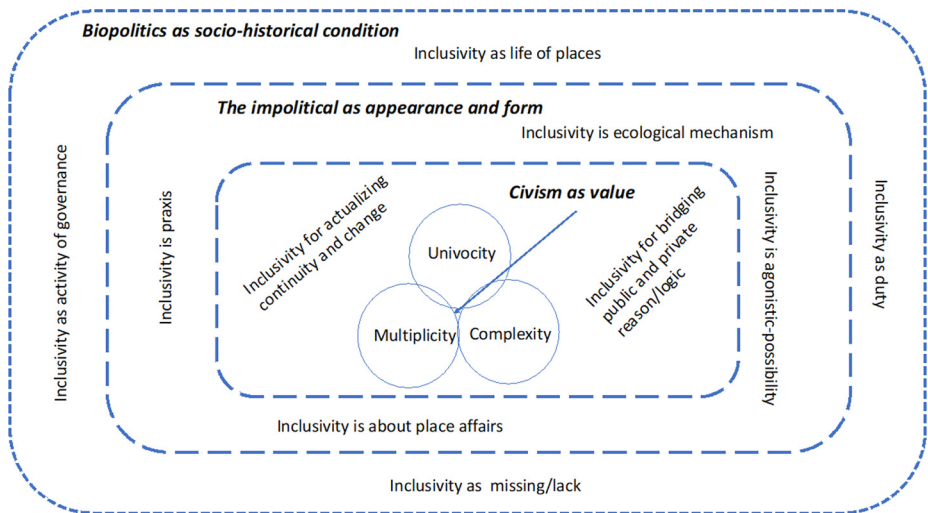 Biopolitics as socio-historical condition
Inclusivity as life of places
The impolitical as appearance and form
Inclusivity is ecological mechanism
Inclusivity as activity of governance
Inclusivity is praxis
Inclusivity for actualizing
continuity and change
Civism as value
Univocity
Multiplicity
Complexity
Inclusivity for bridging
public and private
reason/logic
Inclusivity is agonistic-possibility
Inclusivity as duty
Inclusivity is about place affairs
Inclusivity as missing/lack